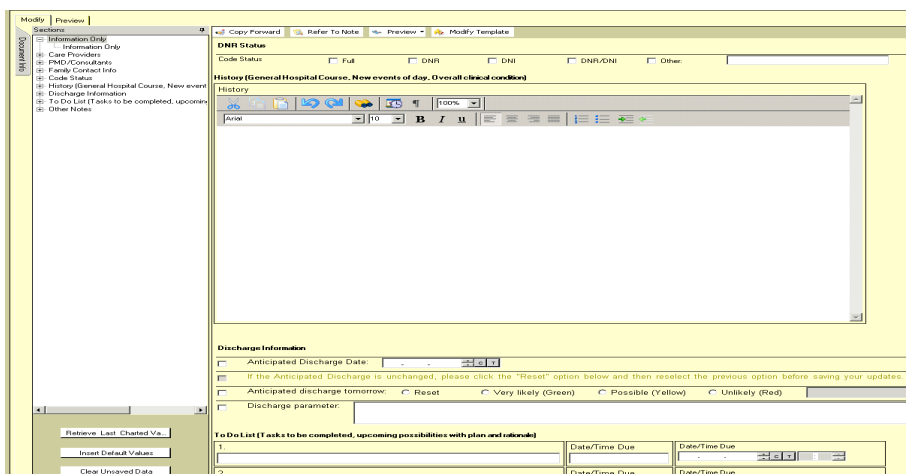 Modify Preview
Document Info
Sections
Information Only
Information Only
Care Providers
PMD/Consultants
Family Contact Info
Code Status
History (General Hospital Course, New event
Discharge Information
To Do List (Tasks to be completed, upcoming
Other Notes
Retrieve Last Charted Va...
Insert Default Values
Clear Unsaved Data
Copy Forward Refer To Note Preview Modify Template
DNR Status
Code Status Full DNR DNI DNR/DNI Other:
History (General Hospital Course, New events of day, Overall clinical condition)
History
100%
Arial 10 B I u
Discharge Information
Anticipated Discharge Date: C T
If the Anticipated Discharge is unchanged, please click the "Reset" option below and then reselect the previous option before saving your updates.
Anticipated discharge tomorrow: Reset Very likely (Green) Possible (Yellow) Unlikely (Red)
Discharge parameter:
To Do List (Tasks to be completed, upcoming possibilities with plan and rationale)
1. Date/Time Due Date/Time Due
C T
2. Date/Time Due Date/Time Due